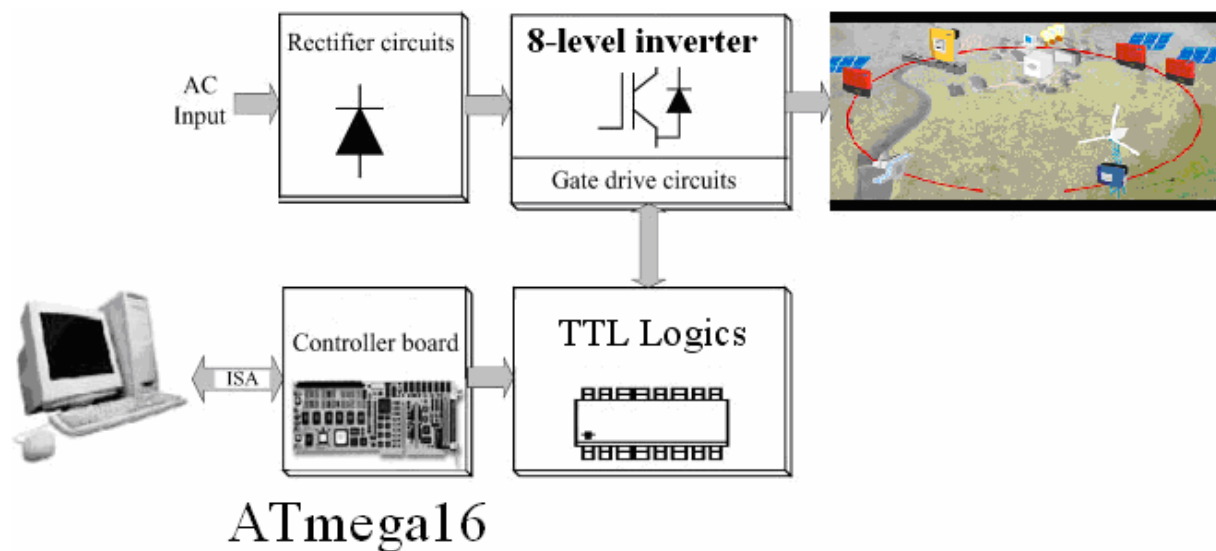 Rectifier circuits
AC
Input
8-level inverter
Gate drive circuits
ISA
Controller board
TTL Logics
ATmega16